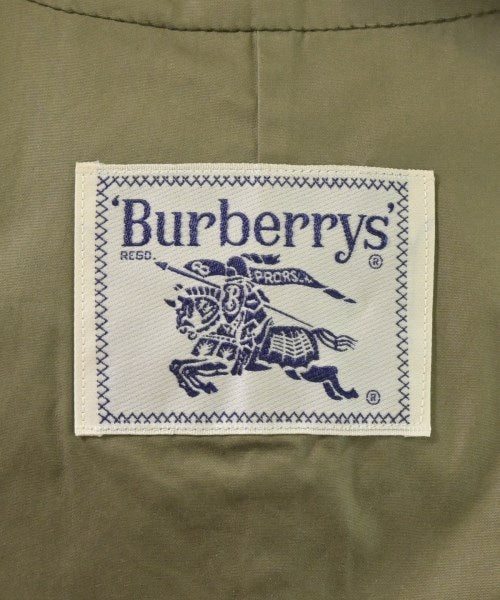 'Burberrys'
REGD.
®
PRORSUM
B
®